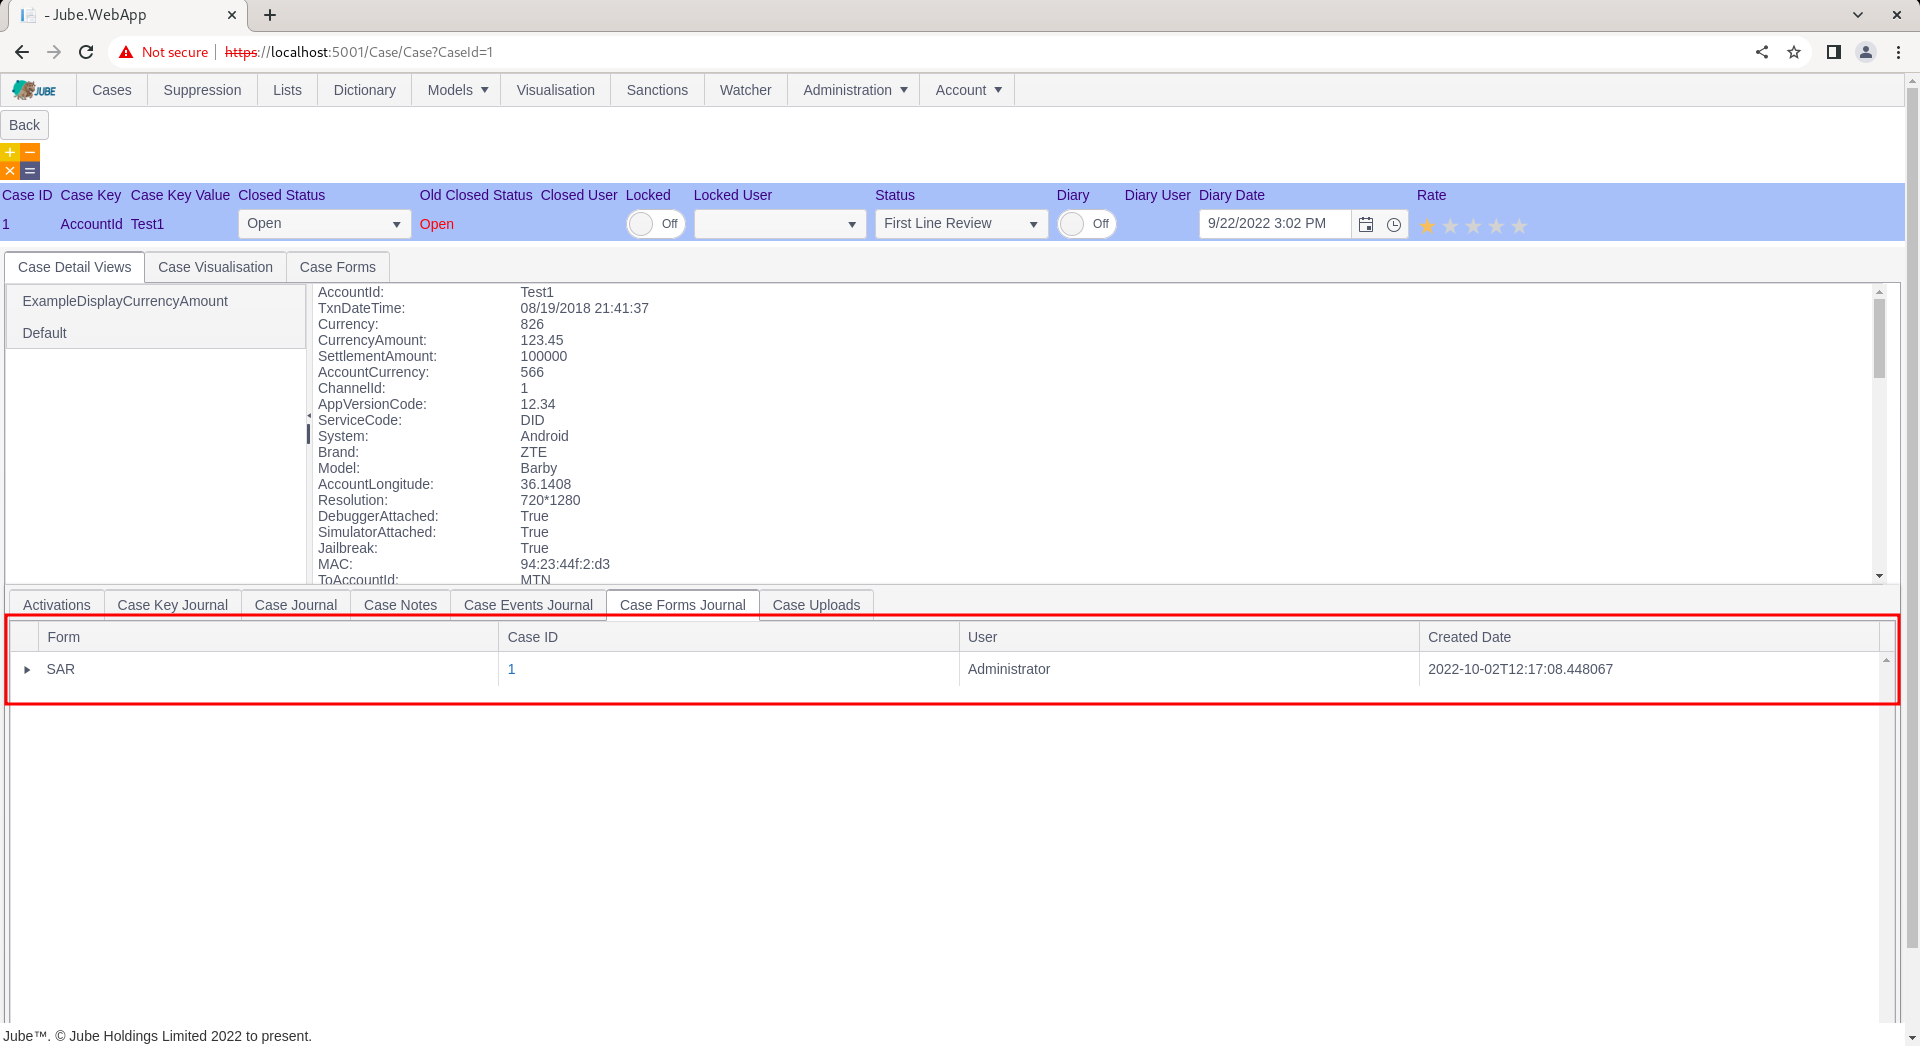 - Jube.WebApp
Not secure https://localhost:5001/Case/Case?CaseId=1
JUBE Cases Suppression Lists Dictionary Models Visualisation Sanctions Watcher Administration Account
Back
Case ID Case Key Case Key Value Closed Status Old Closed Status Closed User Locked Locked User Status Diary Diary User Diary Date Rate
1 AccountId Test1 Open Open Off First Line Review Off 9/22/2022 3:02 PM
Case Detail Views Case Visualisation Case Forms
ExampleDisplayCurrencyAmount
Default
AccountId: Test1
TxnDateTime: 08/19/2018 21:41:37
Currency: 826
CurrencyAmount: 123.45
SettlementAmount: 100000
AccountCurrency: 566
ChannelId: 1
AppVersionCode: 12.34
ServiceCode: DID
System: Android
Brand: ZTE
Model: Barby
AccountLongitude: 36.1408
Resolution: 720*1280
DebuggerAttached: True
SimulatorAttached: True
Jailbreak: True
MAC: 94:23:44f:2:d3
ToAccountId: MTN
Activations Case Key Journal Case Journal Case Notes Case Events Journal Case Forms Journal Case Uploads
Form Case ID User Created Date
SAR 1 Administrator 2022-10-02T12:17:08.448067
Jube™. © Jube Holdings Limited 2022 to present.